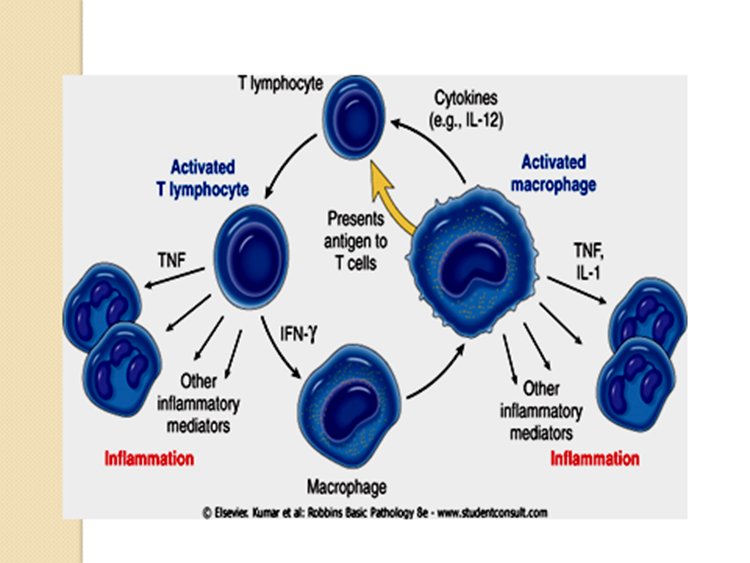 T lymphocyte
Cytokines
(e.g., IL-12)
Activated
T lymphocyte
Activated
macrophage
Presents
antigen to
T cells
TNF
TNF,
IL-1
IFN-γ
Other
inflammatory
mediators
Other
inflammatory
mediators
Inflammation
Inflammation
Macrophage
© Elsevier. Kumar et al: Robbins Basic Pathology 8e - www.studentconsult.com